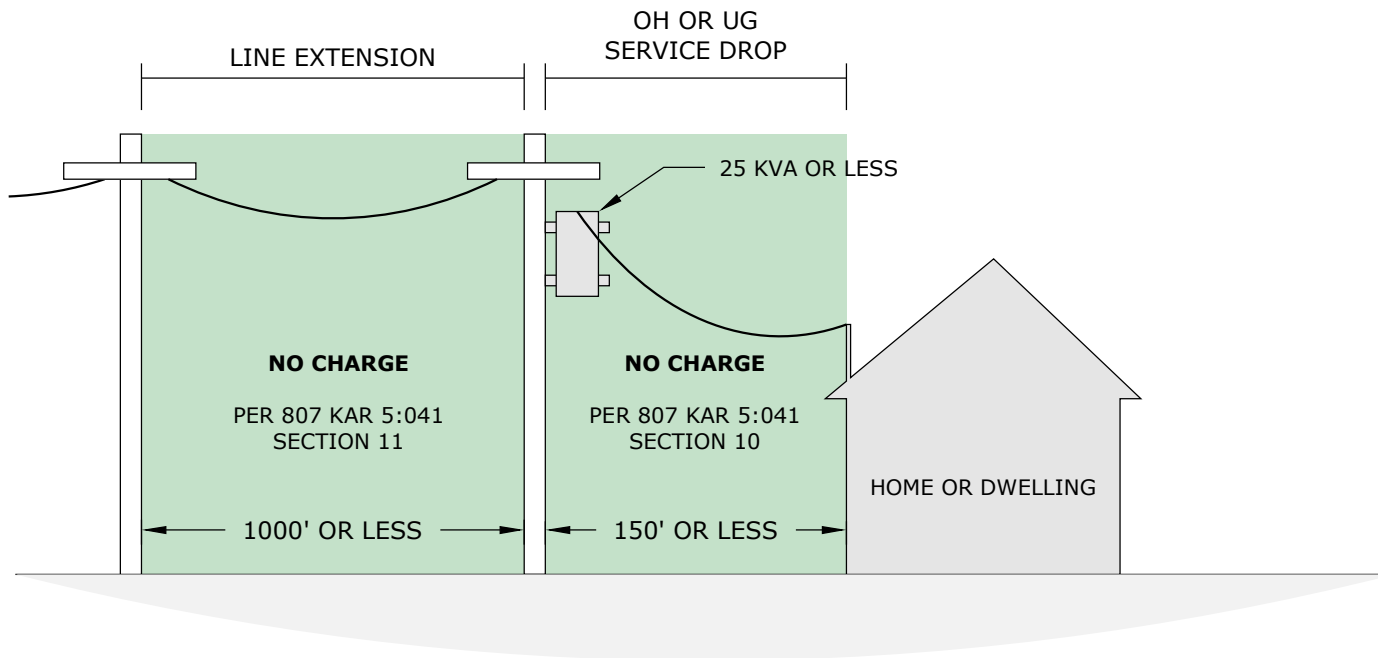 LINE EXTENSION
OH OR UG
SERVICE DROP
25 KVA OR LESS
NO CHARGE
PER 807 KAR 5:041
SECTION 11
NO CHARGE
PER 807 KAR 5:041
SECTION 10
HOME OR DWELLING
1000' OR LESS
150' OR LESS